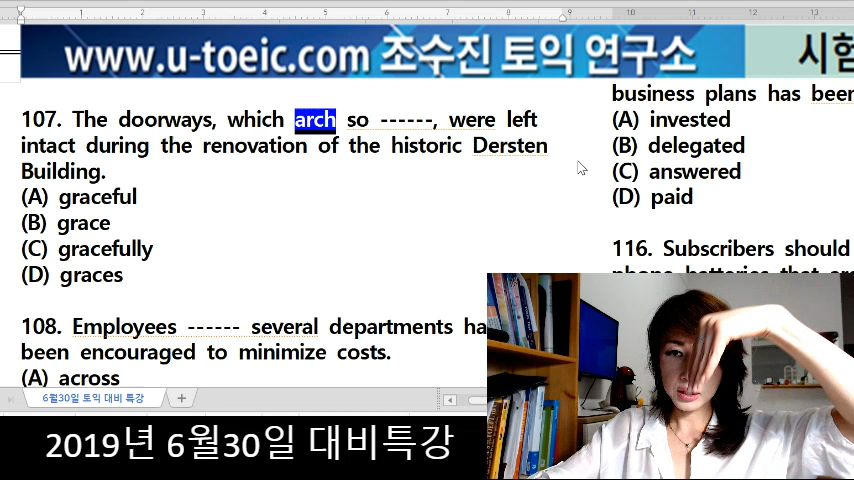 www.u-toeic.com 조수진 토익 연구소
시험
107. The doorways, which arch so ------, were left
intact during the renovation of the historic Dersten
Building.
(A) graceful
(B) grace
(C) gracefully
(D) graces
108. Employees ------ several departments ha
been encouraged to minimize costs.
(A) across
business plans has been
(A) invested
(B) delegated
(C) answered
(D) paid
116. Subscribers should
phone batteries that are
6월30일 토익 대비 특강
2019년 6월30일 대비특강